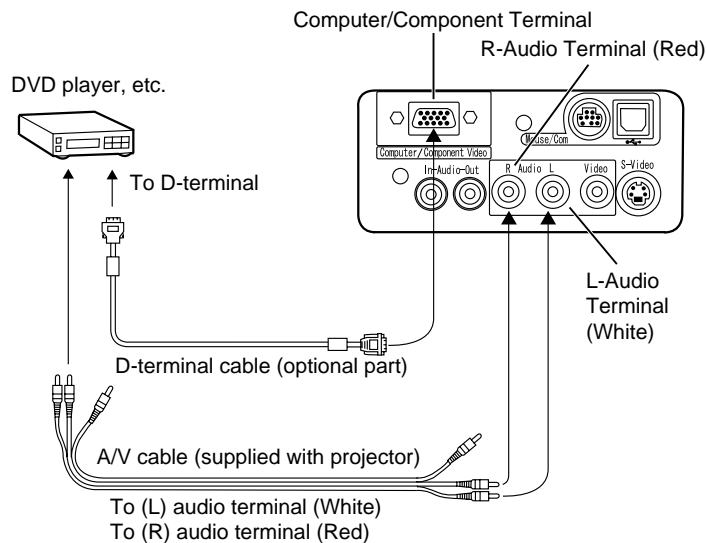 Computer/Component Terminal
R-Audio Terminal (Red)
DVD player, etc.
Mouse/Com
Computer/Component Video
To D-terminal
In-Audio-Out
R Audio L
Video
S-Video
L-Audio
Terminal
(White)
D-terminal cable (optional part)
A/V cable (supplied with projector)
To (L) audio terminal (White)
To (R) audio terminal (Red)